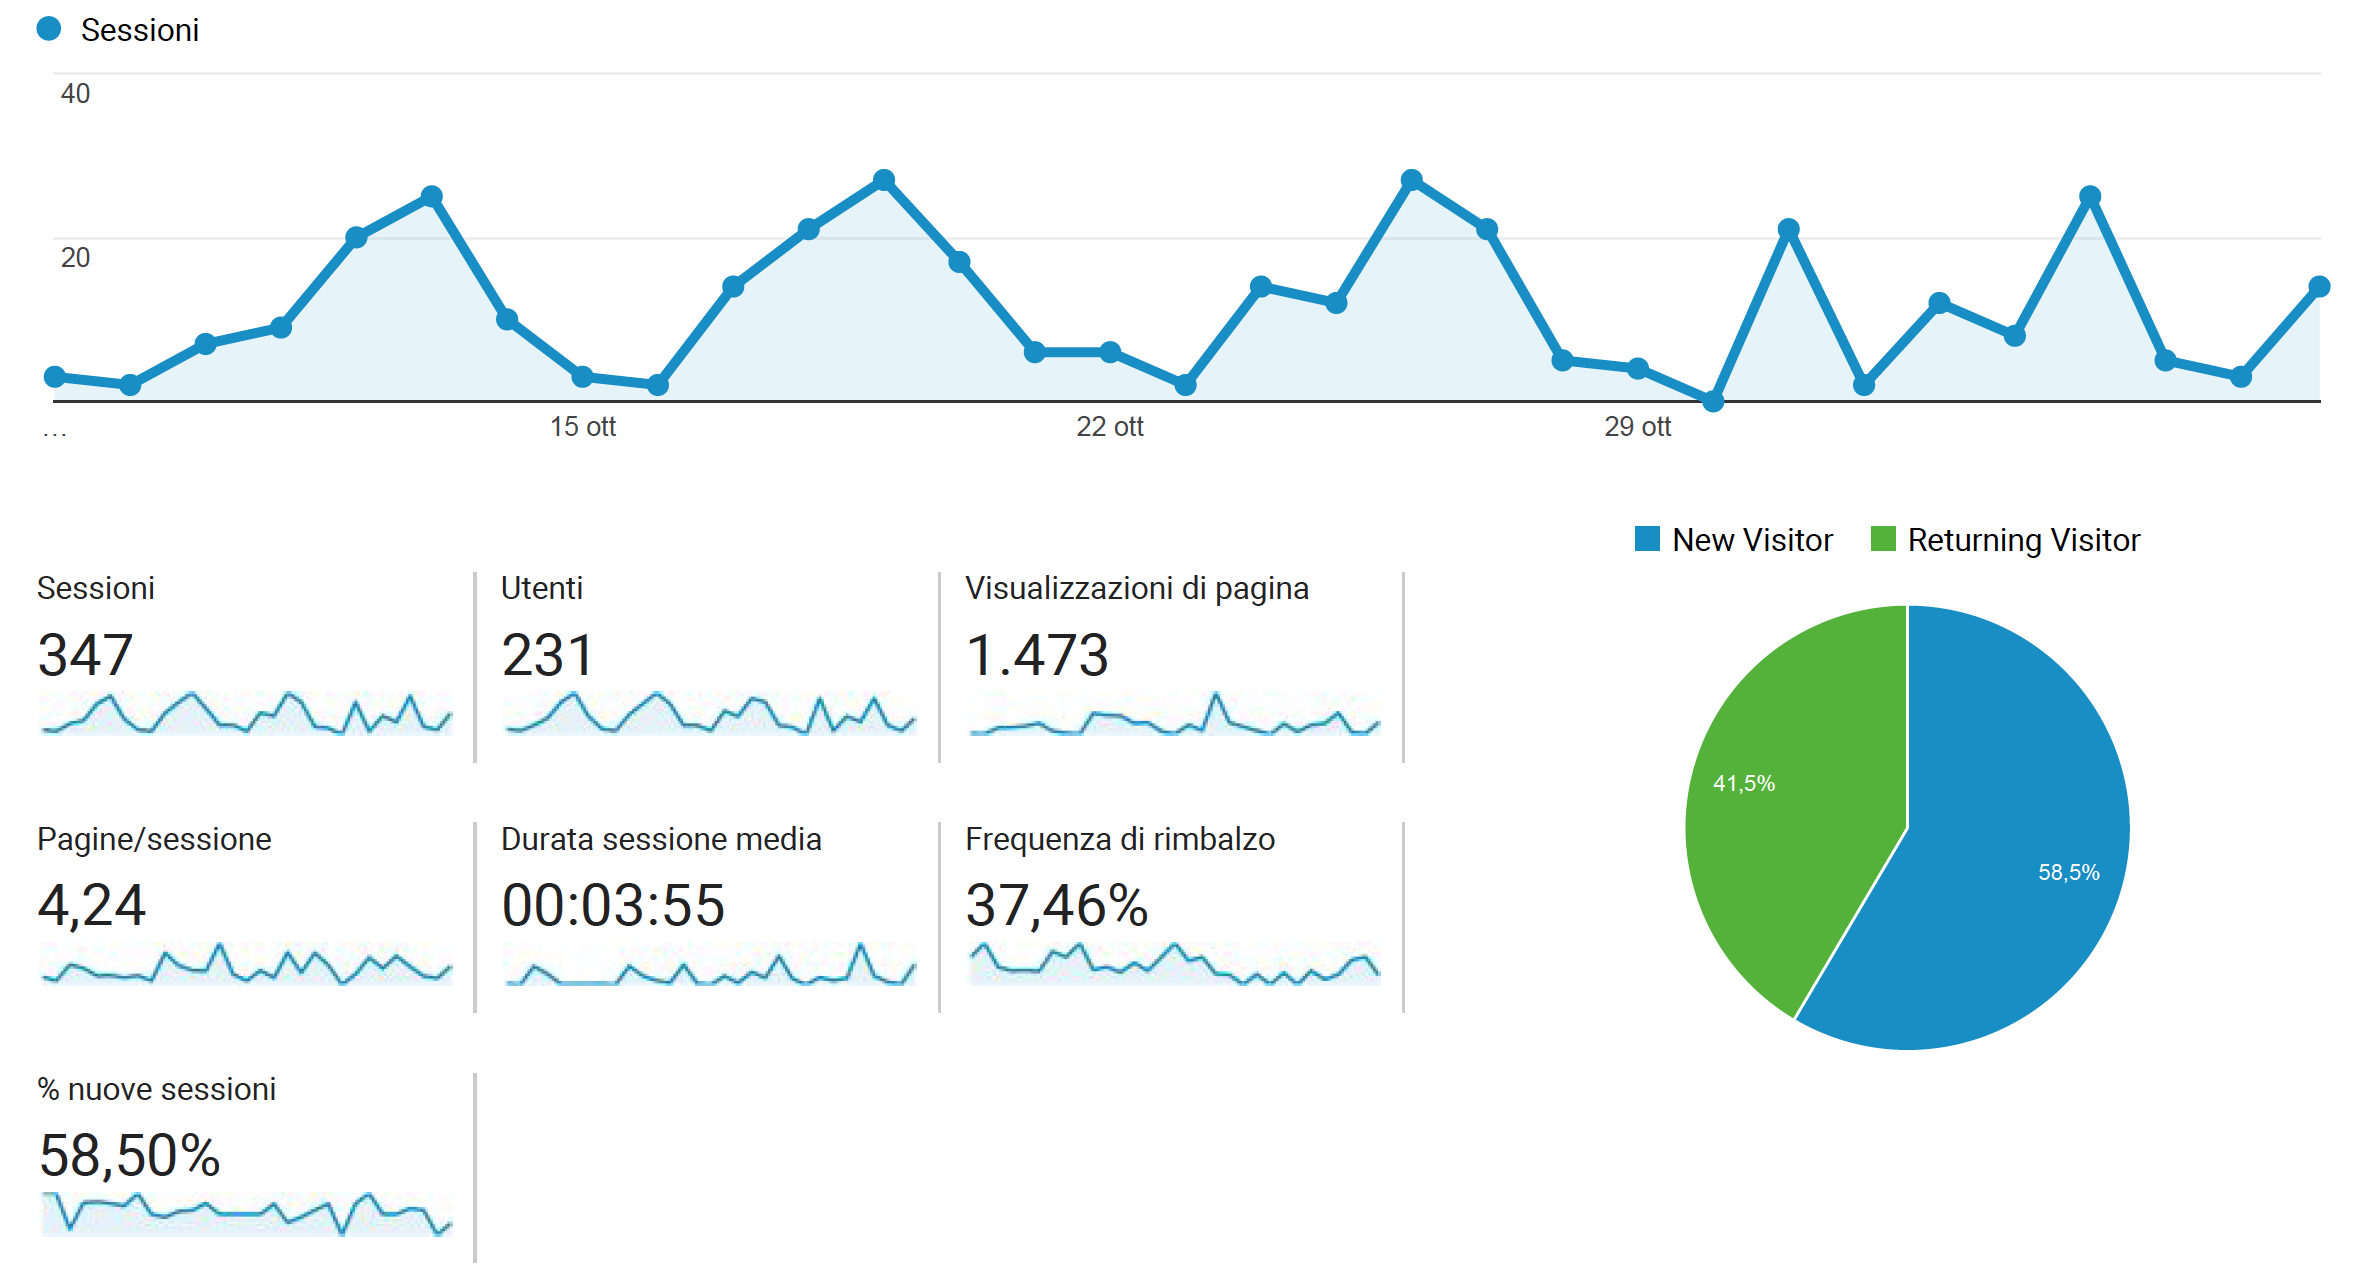 Sessioni
40
20
...
15 ott
22 ott
29 ott
New Visitor
Returning Visitor
Sessioni
347
Utenti
231
Visualizzazioni di pagina
1.473
Pagine/sessione
4,24
Durata sessione media
00:03:55
Frequenza di rimbalzo
37,46%
% nuove sessioni
58,50%
41,5%
58,5%